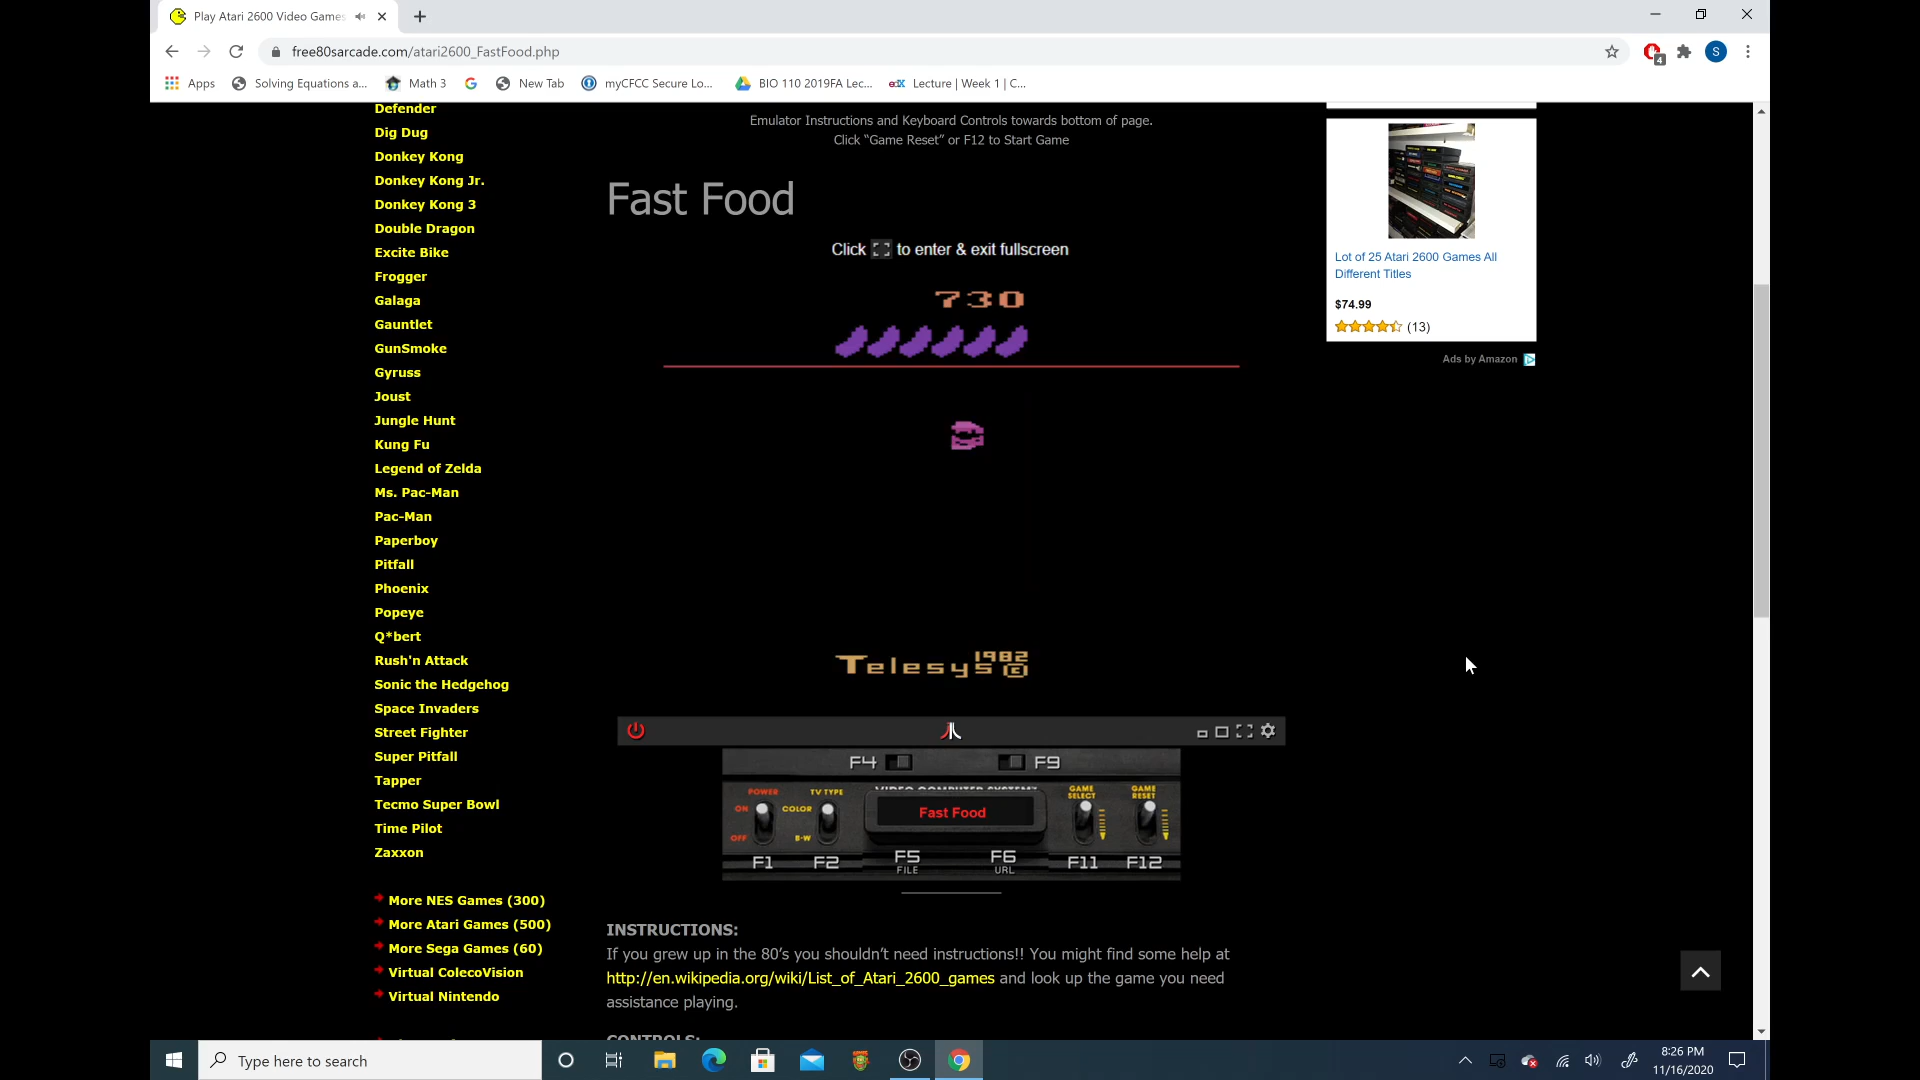 Play Atari 2600 Video Games
free80sarcade.com/atari2600_FastFood.php
4
S
Apps
Solving Equations a...
Math 3
New Tab
myCFCC Secure Lo...
BIO 110 2019FA Lec...
edX
Lecture | Week 1 | C...
Defender
Dig Dug
Donkey Kong
Donkey Kong Jr.
Donkey Kong 3
Double Dragon
Excite Bike
Frogger
Galaga
Gauntlet
GunSmoke
Gyruss
Joust
Jungle Hunt
Kung Fu
Legend of Zelda
Ms. Pac-Man
Pac-Man
Paperboy
Pitfall
Phoenix
Popeye
Q*bert
Rush'n Attack
Sonic the Hedgehog
Space Invaders
Street Fighter
Super Pitfall
Tapper
Tecmo Super Bowl
Time Pilot
Zaxxon
More NES Games (300)
More Atari Games (500)
More Sega Games (60)
Virtual ColecoVision
Virtual Nintendo
Emulator Instructions and Keyboard Controls towards bottom of page.
Click “Game Reset” or F12 to Start Game
Fast Food
Click to enter & exit fullscreen
730
Telesys 1982 ©
F4 F9
POWER
ON
OFF
TV TYPE
COLOR
B-W
VIDEO COMPUTER SYSTEM™
Fast Food
GAME SELECT
GAME RESET
F1 F2 F5 F6 F11 F12
FILE URL
INSTRUCTIONS:
If you grew up in the 80’s you shouldn’t need instructions!! You might find some help at
http://en.wikipedia.org/wiki/List_of_Atari_2600_games and look up the game you need
assistance playing.
CONTROLS:
Lot of 25 Atari 2600 Games All
Different Titles
$74.99
(13)
Ads by Amazon
Type here to search
8:26 PM
11/16/2020